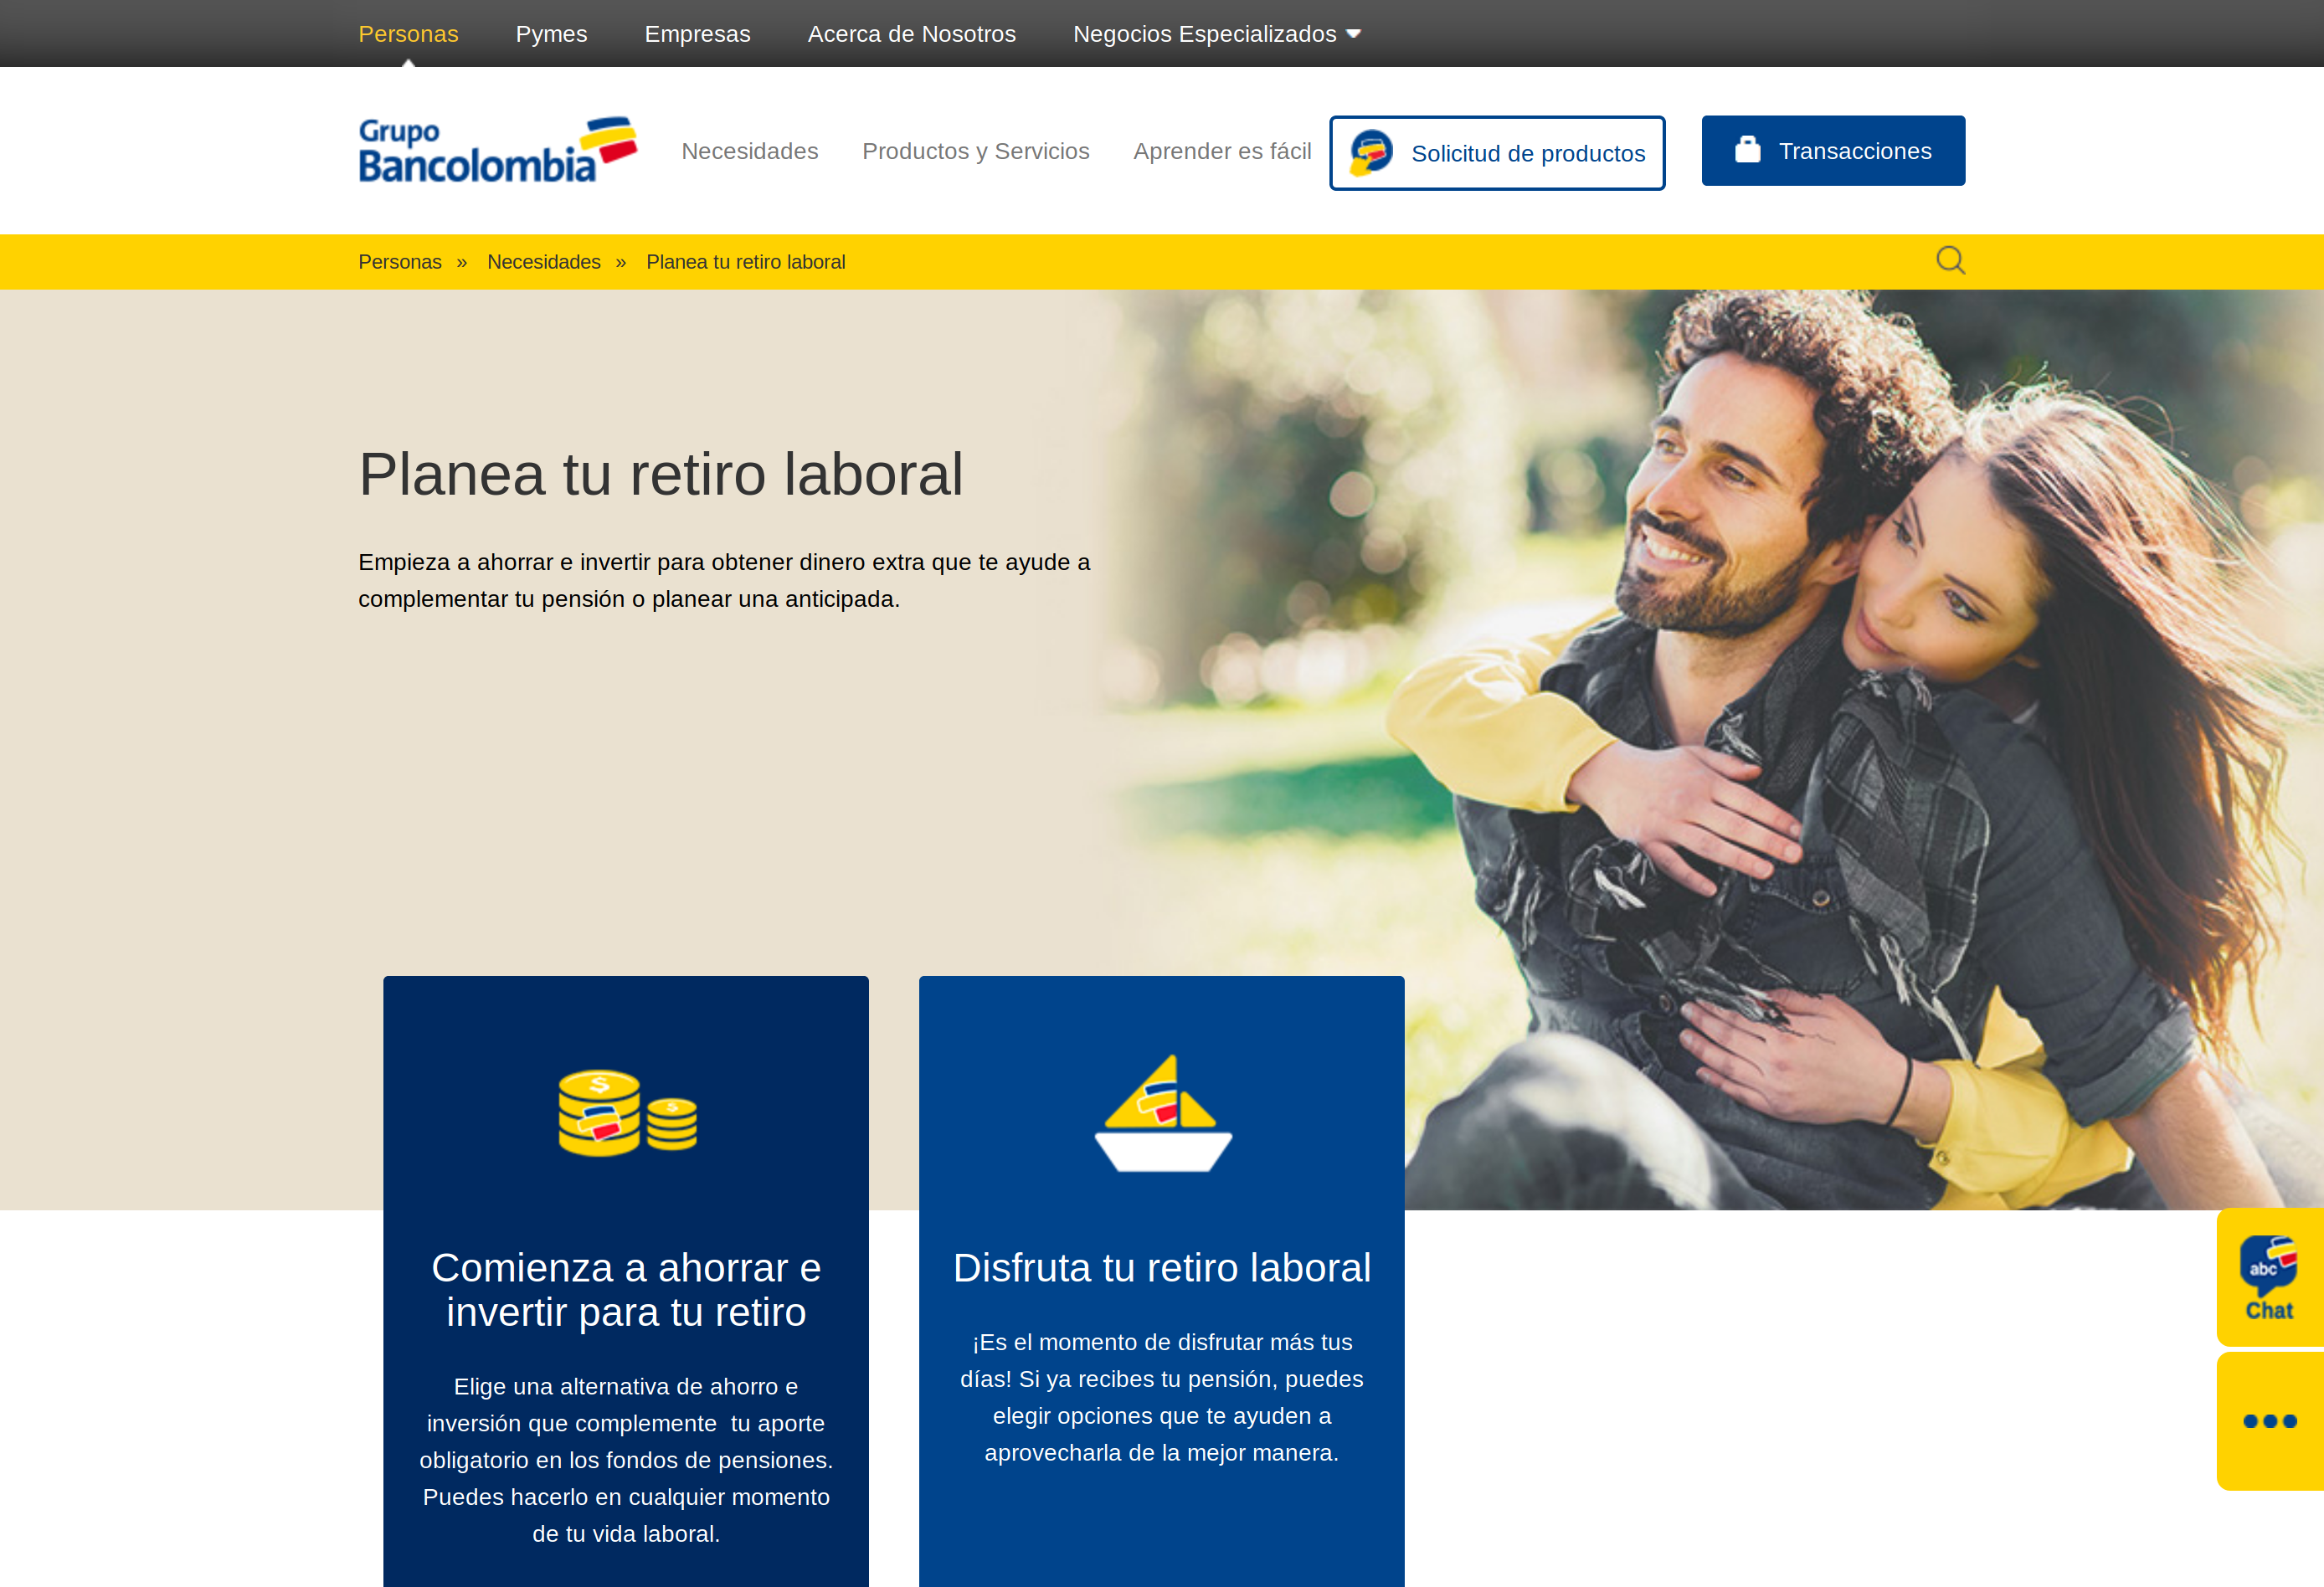 Personas Pymes Empresas Acerca de Nosotros Negocios Especializados
Grupo
Bancolombia
Necesidades Productos y Servicios Aprender es fácil Solicitud de productos Transacciones
Personas » Necesidades » Planea tu retiro laboral
Planea tu retiro laboral
Empieza a ahorrar e invertir para obtener dinero extra que te ayude a
complementar tu pensión o planear una anticipada.
$ $
Comienza a ahorrar e
invertir para tu retiro
Elige una alternativa de ahorro e
inversión que complemente  tu aporte
obligatorio en los fondos de pensiones.
Puedes hacerlo en cualquier momento
de tu vida laboral.
Disfruta tu retiro laboral
¡Es el momento de disfrutar más tus
días! Si ya recibes tu pensión, puedes
elegir opciones que te ayuden a
aprovecharla de la mejor manera.
abc
Chat